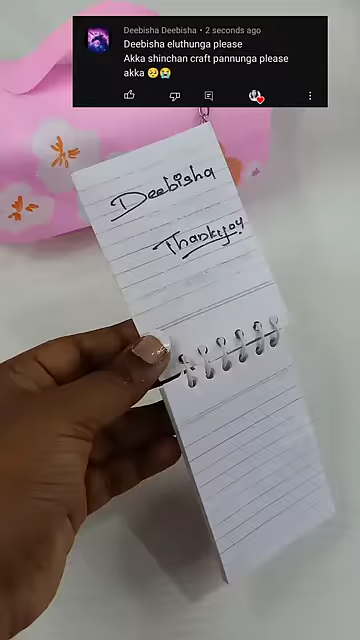 Deebisha Deebisha • 2 seconds ago
Deebisha eluthunga please
Akka shinchan craft pannunga please
akka 🥺😭
Deebisha
Thankyou